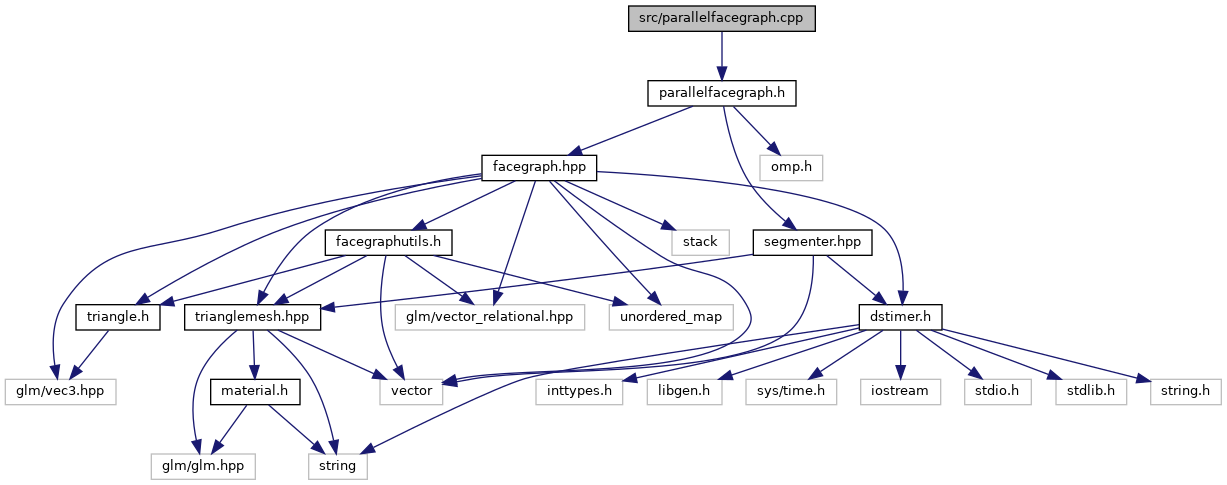 src/parallelfacegraph.cpp
parallelfacegraph.h
facegraph.hpp
omp.h
facegraphutils.h
stack
segmenter.hpp
triangle.h
trianglemesh.hpp
glm/vector_relational.hpp
unordered_map
dstimer.h
glm/vec3.hpp
material.h
vector
inttypes.h
libgen.h
sys/time.h
iostream
stdio.h
stdlib.h
string.h
glm/glm.hpp
string